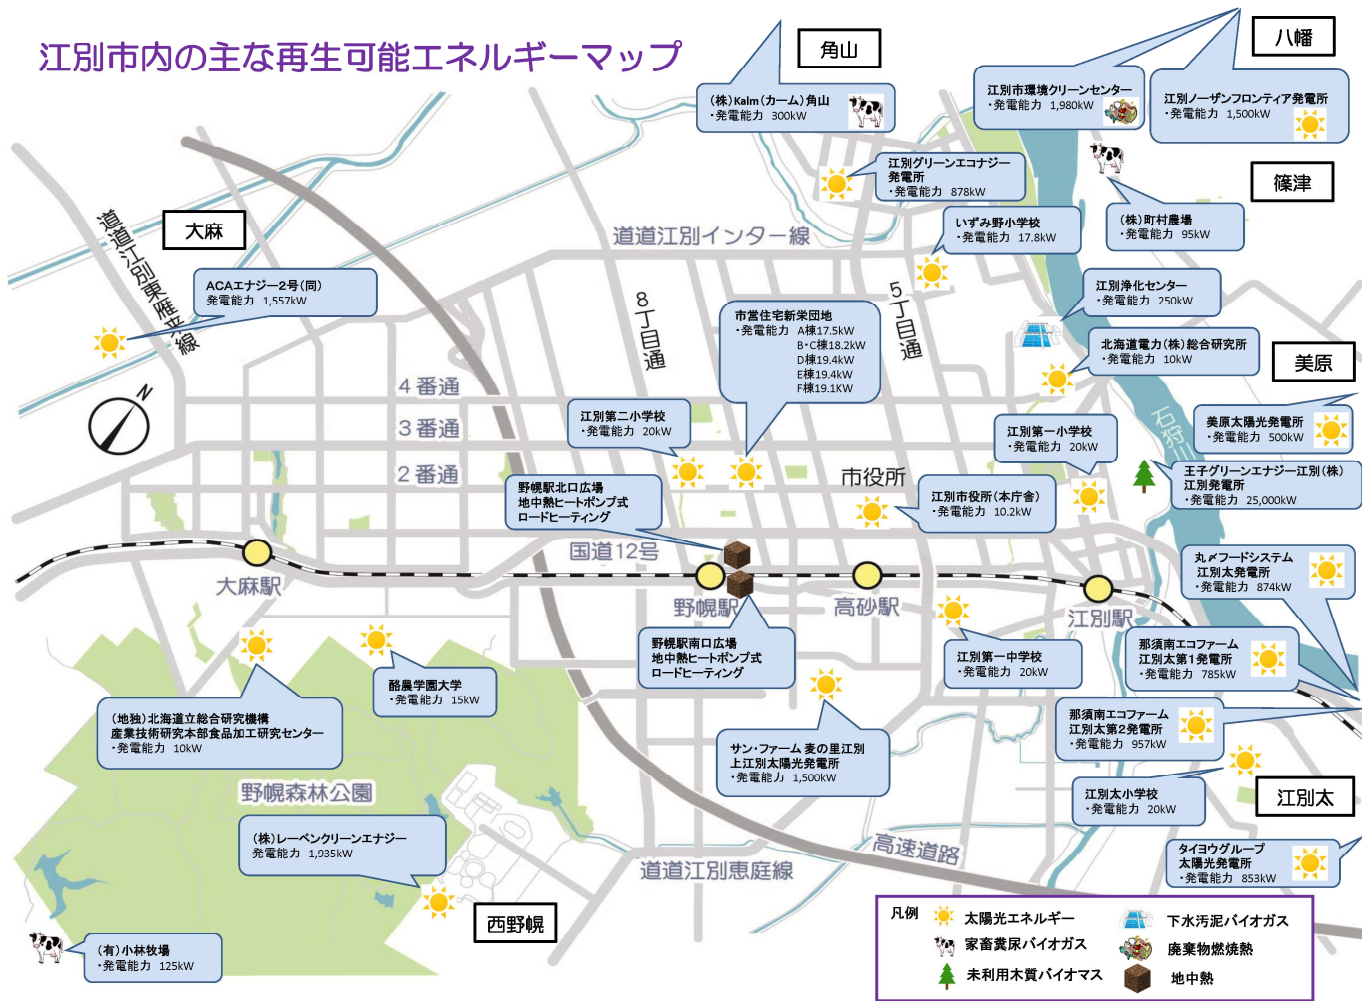 江別市内の主な再生可能エネルギーマップ
角山
八幡
(株)Kalm(カーム)角山
・発電能力 300kW
江別市環境クリーンセンター
・発電能力 1,980kW
江別ノーザンフロンティア発電所
・発電能力 1,500kW
江別グリーンエコナジー
発電所
・発電能力 878kW
篠津
(株)町村農場
・発電能力 95kW
いずみ野小学校
・発電能力 17.8kW
大麻
道道江別東雁来線
道道江別インター線
ACAエナジー2号(同)
発電能力 1,557kW
8丁目通
5丁目通
江別浄化センター
・発電能力 250kW
市営住宅新栄団地
・発電能力 A棟17.5kW
B・C棟18.2kW
D棟19.4kW
E棟19.4kW
F棟19.1KW
北海道電力(株)総合研究所
・発電能力 10kW
美原
美原太陽光発電所
・発電能力 500kW
N
4番通
3番通
2番通
石狩川
江別第二小学校
・発電能力 20kW
江別第一小学校
・発電能力 20kW
王子グリーンエナジー江別(株)
江別発電所
・発電能力 25,000kW
野幌駅北口広場
地中熱ヒートポンプ式
ロードヒーティング
市役所
江別市役所(本庁舎)
・発電能力 10.2kW
国道12号
丸〆フードシステム
江別太発電所
・発電能力 874kW
大麻駅
野幌駅
高砂駅
江別駅
野幌駅南口広場
地中熱ヒートポンプ式
ロードヒーティング
江別第一中学校
・発電能力 20kW
那須南エコファーム
江別太第1発電所
・発電能力 785kW
酪農学園大学
・発電能力 15kW
(地独)北海道立総合研究機構
産業技術研究本部食品加工研究センター
・発電能力 10kW
那須南エコファーム
江別太第2発電所
・発電能力 957kW
サン・ファーム 麦の里江別
上江別太陽光発電所
・発電能力 1,500kW
野幌森林公園
江別太小学校
・発電能力 20kW
江別太
(株)レーベンクリーンエナジー
発電能力 1,935kW
高速道路
道道江別恵庭線
タイヨウグループ
太陽光発電所
・発電能力 853kW
西野幌
(有)小林牧場
・発電能力 125kW
凡例
太陽光エネルギー
下水汚泥バイオガス
家畜糞尿バイオガス
廃棄物燃焼熱
未利用木質バイオマス
地中熱